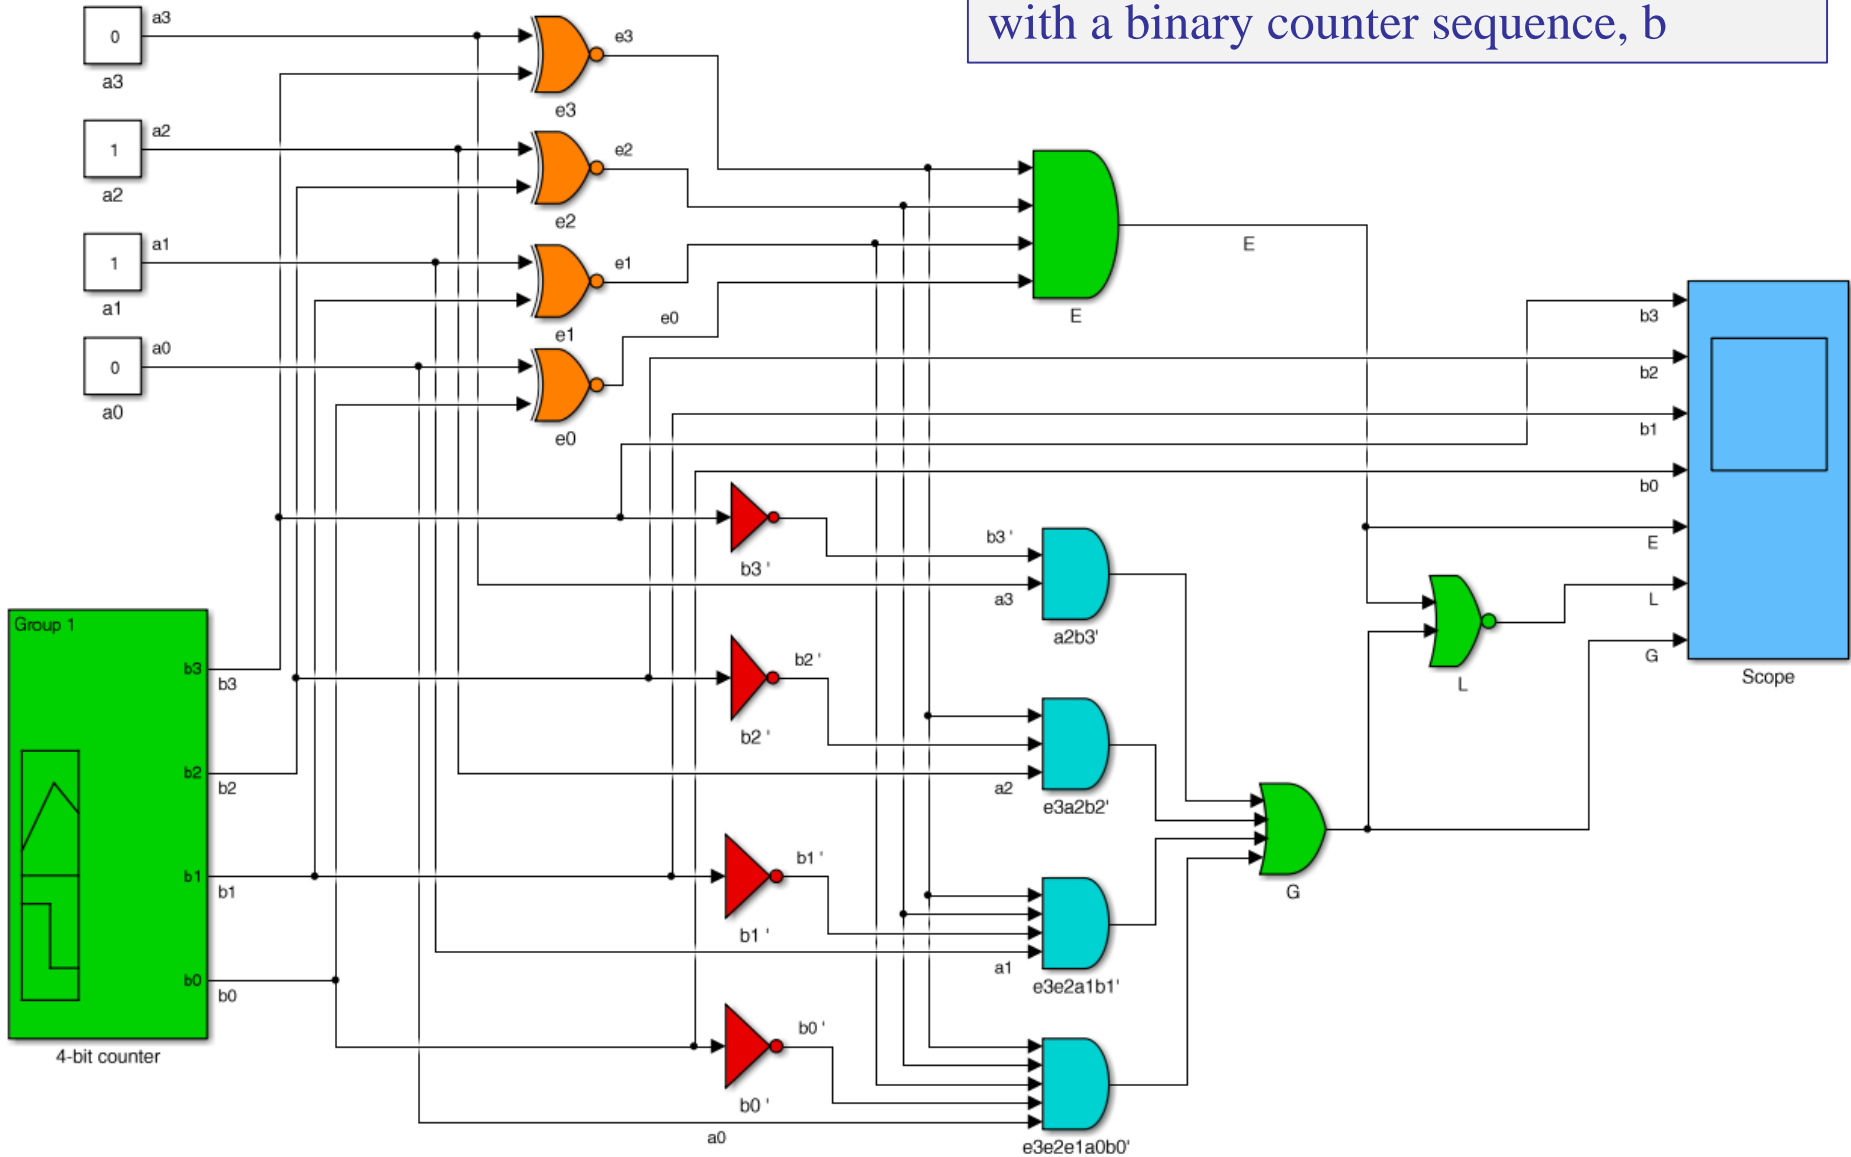 with a binary counter sequence, b
0
a3
a3
1
a2
a2
1
a1
a1
0
a0
a0
e3
e3
e2
e2
e1
e1
e0
e0
E
E
b3
b2
b1
b0
E
L
G
Scope
b3 '
b3 '
a3
a2b3'
b2 '
b2 '
a2
e3a2b2'
b1 '
b1 '
a1
e3e2a1b1'
b0 '
b0 '
a0
e3e2e1a0b0'
G
L
Group 1
b3
b3
b2
b2
b1
b1
b0
b0
4-bit counter